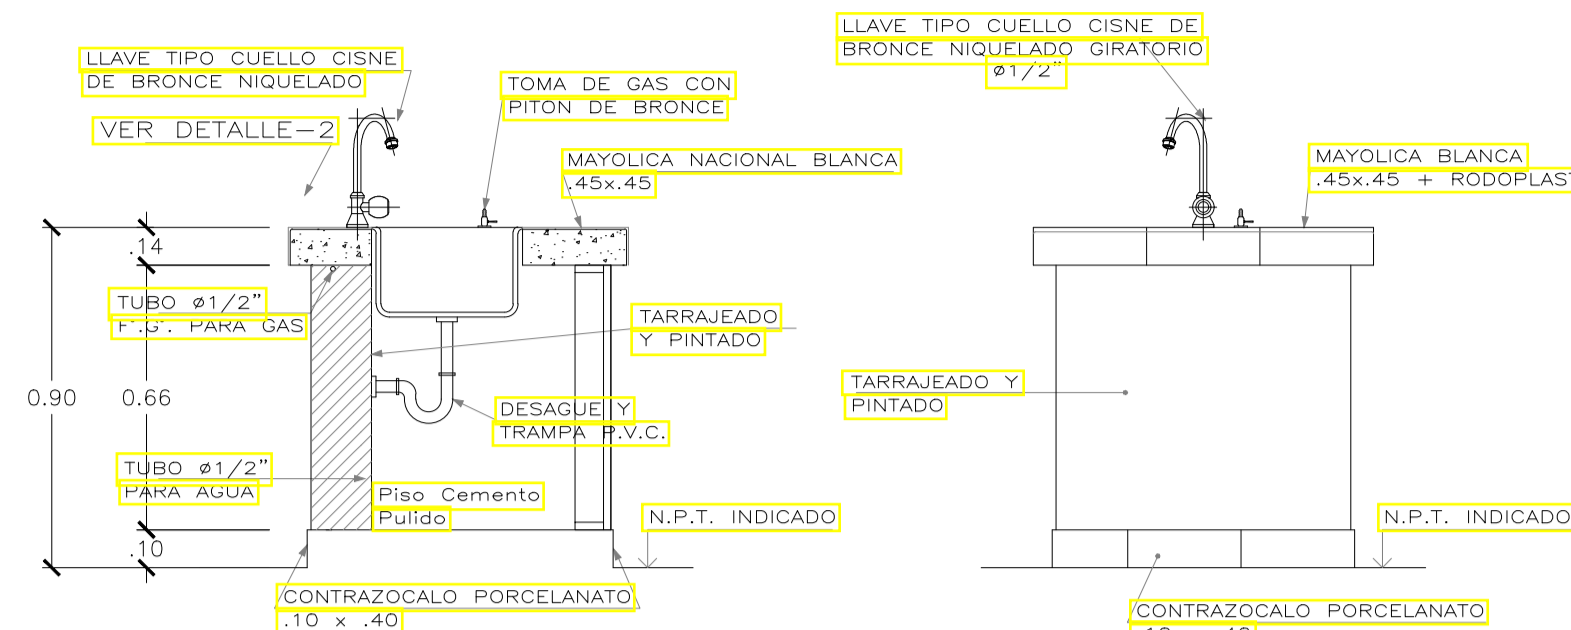 LLAVE TIPO CUELLO CISNE
DE BRONCE NIQUELADO
VER DETALLE-2
TOMA DE GAS CON
PITON DE BRONCE
MAYOLICA NACIONAL BLANCA
.45x.45
.14
TUBO ø1/2"
F.G. PARA GAS
TARRAJEADO
Y PINTADO
0.90
0.66
DESAGUE Y
TRAMPA P.V.C.
TUBO ø1/2"
PARA AGUA
Piso Cemento
Pulido
N.P.T. INDICADO
.10
CONTRAZOCALO PORCELANATO
.10 x .40
LLAVE TIPO CUELLO CISNE DE
BRONCE NIQUELADO GIRATORIO
ø1/2"
MAYOLICA BLANCA
.45x.45 +
TARRAJEADO Y
PINTADO
N.P.T. INDICADO
CONTRAZOCALO PORCELANATO